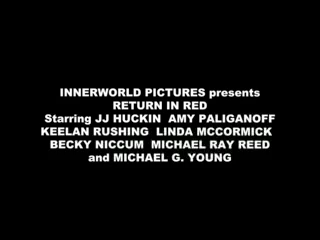 INNERWORLD PICTURES presents
RETURN IN RED
Starring JJ HUCKIN AMY PALIGANOFF
KEELAN RUSHING LINDA MCCORMICK
BECKY NICCUM MICHAEL RAY REED
and MICHAEL G. YOUNG